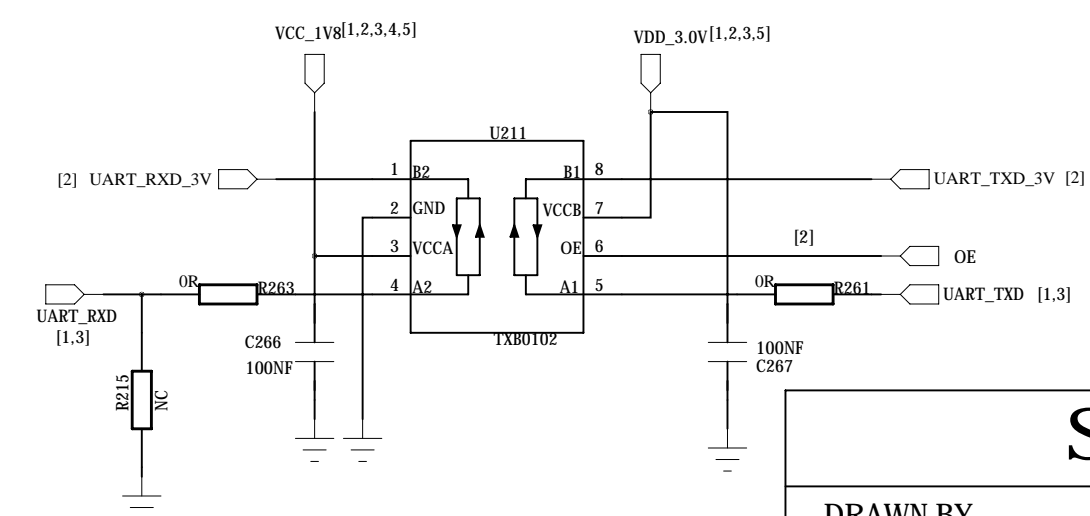 VCC_1V8[1,2,3,4,5]
VDD_3.0V[1,2,3,5]
U211
[2] UART_RXD_3V
1 B2
B1 8
UART_TXD_3V [2]
2 GND
VCCB 7
3 VCCA
OE 6
[2]
OE
0R R263
4 A2
A1 5
0R R261
UART_TXD [1,3]
UART_RXD
[1,3]
TXB0102
C266
100NF
100NF
C267
R215
NC
S
DRAWN BY